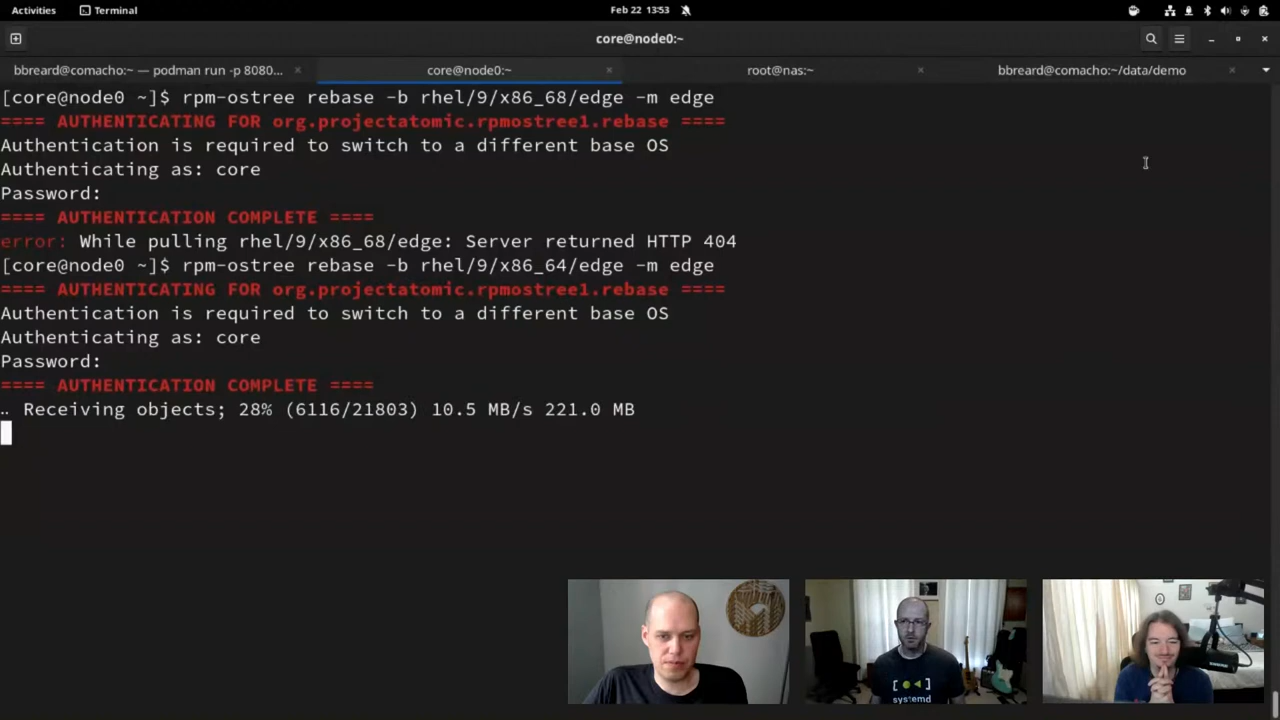 Activities Terminal Feb 22 13:53
core@node0:~
bbreard@comacho:~ — podman run -p 8080... × core@node0:~ × root@nas:~ × bbreard@comacho:~/data/demo ×
[core@node0 ~]$ rpm-ostree rebase -b rhel/9/x86_68/edge -m edge
==== AUTHENTICATING FOR org.projectatomic.rpmostree1.rebase ====
Authentication is required to switch to a different base OS
Authenticating as: core
Password:
==== AUTHENTICATION COMPLETE ====
error: While pulling rhel/9/x86_68/edge: Server returned HTTP 404
[core@node0 ~]$ rpm-ostree rebase -b rhel/9/x86_64/edge -m edge
==== AUTHENTICATING FOR org.projectatomic.rpmostree1.rebase ====
Authentication is required to switch to a different base OS
Authenticating as: core
Password:
==== AUTHENTICATION COMPLETE ====
⠤ Receiving objects; 28% (6116/21803) 10.5 MB/s 221.0 MB
[ ● ◀ ]
systemd
SHURE